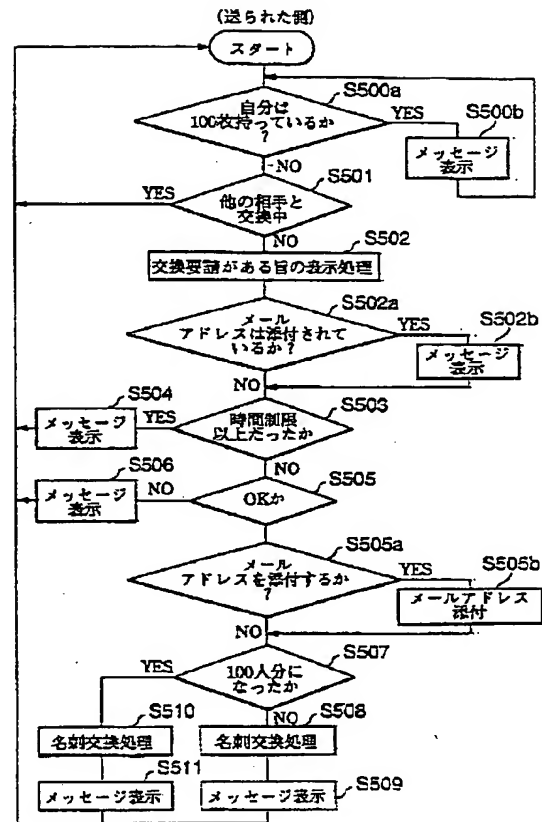 (送られた側)
スタート
S500a
自分は
100枚持っているか
?
YES
S500b
メッセージ
表示
NO
S501
YES
他の相手と
交換中
NO
S502
交換要請がある旨の表示処理
S502a
メール
アドレスは添付されて
いるか?
YES
S502b
メッセージ
表示
NO
S504
メッセージ
表示
YES
S503
時間制限
以上だったか
NO
S506
メッセージ
表示
NO
S505
OKか
S505a
メール
アドレスを添付するか
?
YES
S505b
メールアドレス
添付
NO
S507
YES
100人分に
なったか
NO
S510
名刺交換処理
S508
名刺交換処理
S511
メッセージ表示
メッセージ表示
S509